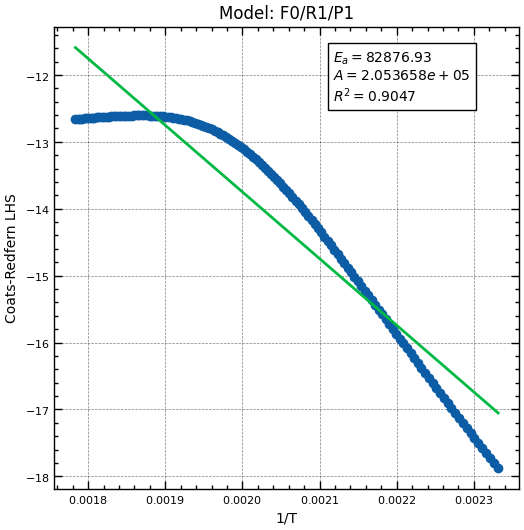 Model: F0/R1/P1
E_a = 82876.93
A = 2.053658e + 05
R^2 = 0.9047
Coats-Redfern LHS
−12
−13
−14
−15
−16
−17
−18
0.0018 0.0019 0.0020 0.0021 0.0022 0.0023
1/T